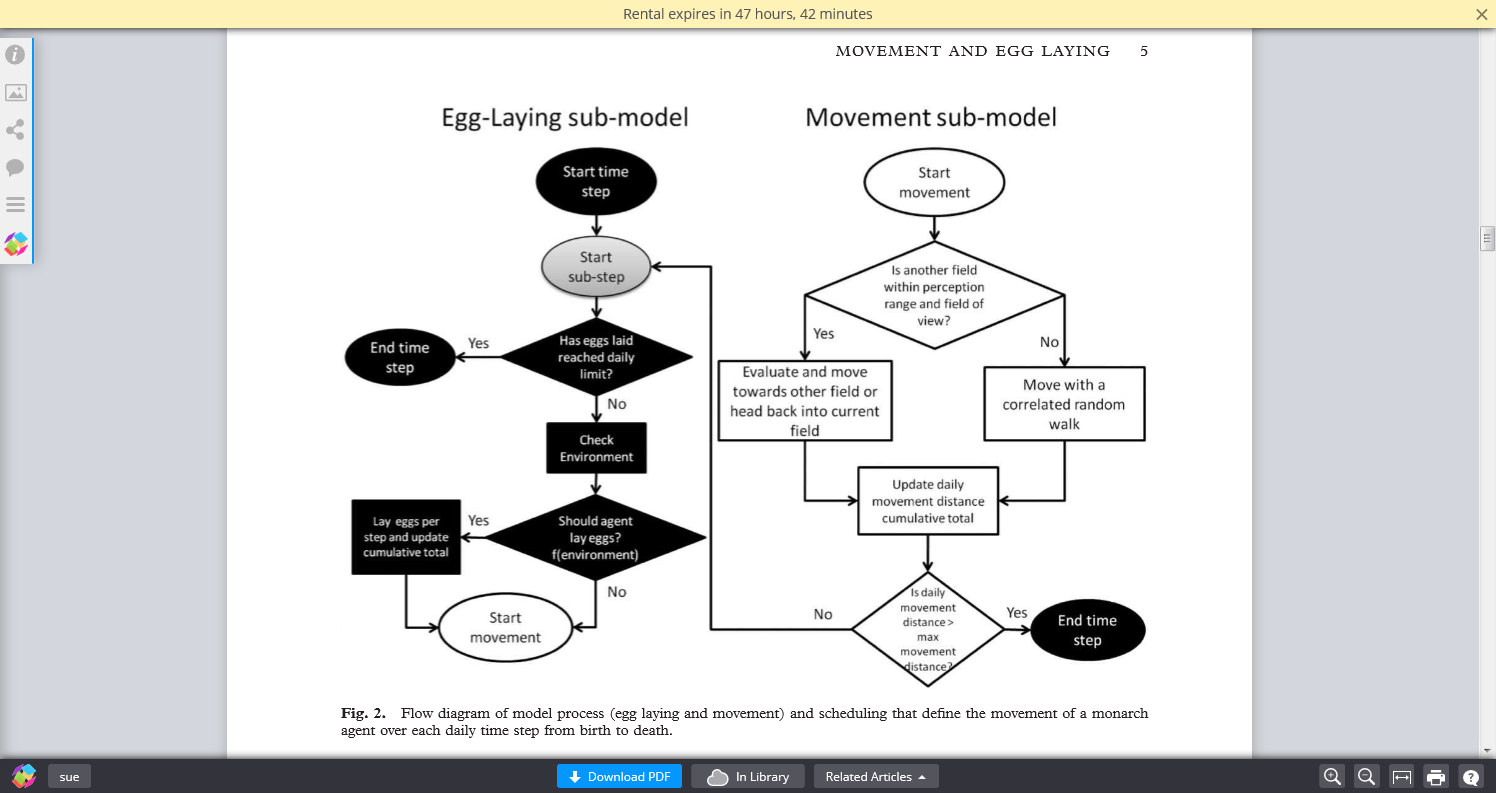 Rental expires in 47 hours, 42 minutes
MOVEMENT AND EGG LAYING 5
Egg-Laying sub-model
Movement sub-model
Start time
step
Start
sub-step
Has eggs laid
reached daily
limit?
Yes
End time
step
No
Check
Environment
Should agent
lay eggs?
f(environment)
Yes
Lay eggs per
step and update
cumulative total
No
Start
movement
Start
movement
Is another field
within perception
range and field of
view?
Yes
No
Evaluate and move
towards other field or
head back into current
field
Move with a
correlated random
walk
Update daily
movement distance
cumulative total
Is daily
movement
distance>
max
movement
distance?
No
Yes
End time
step
Fig. 2. Flow diagram of model process (egg laying and movement) and scheduling that define the movement of a monarch
agent over each daily time step from birth to death.
sue
Download PDF
In Library
Related Articles